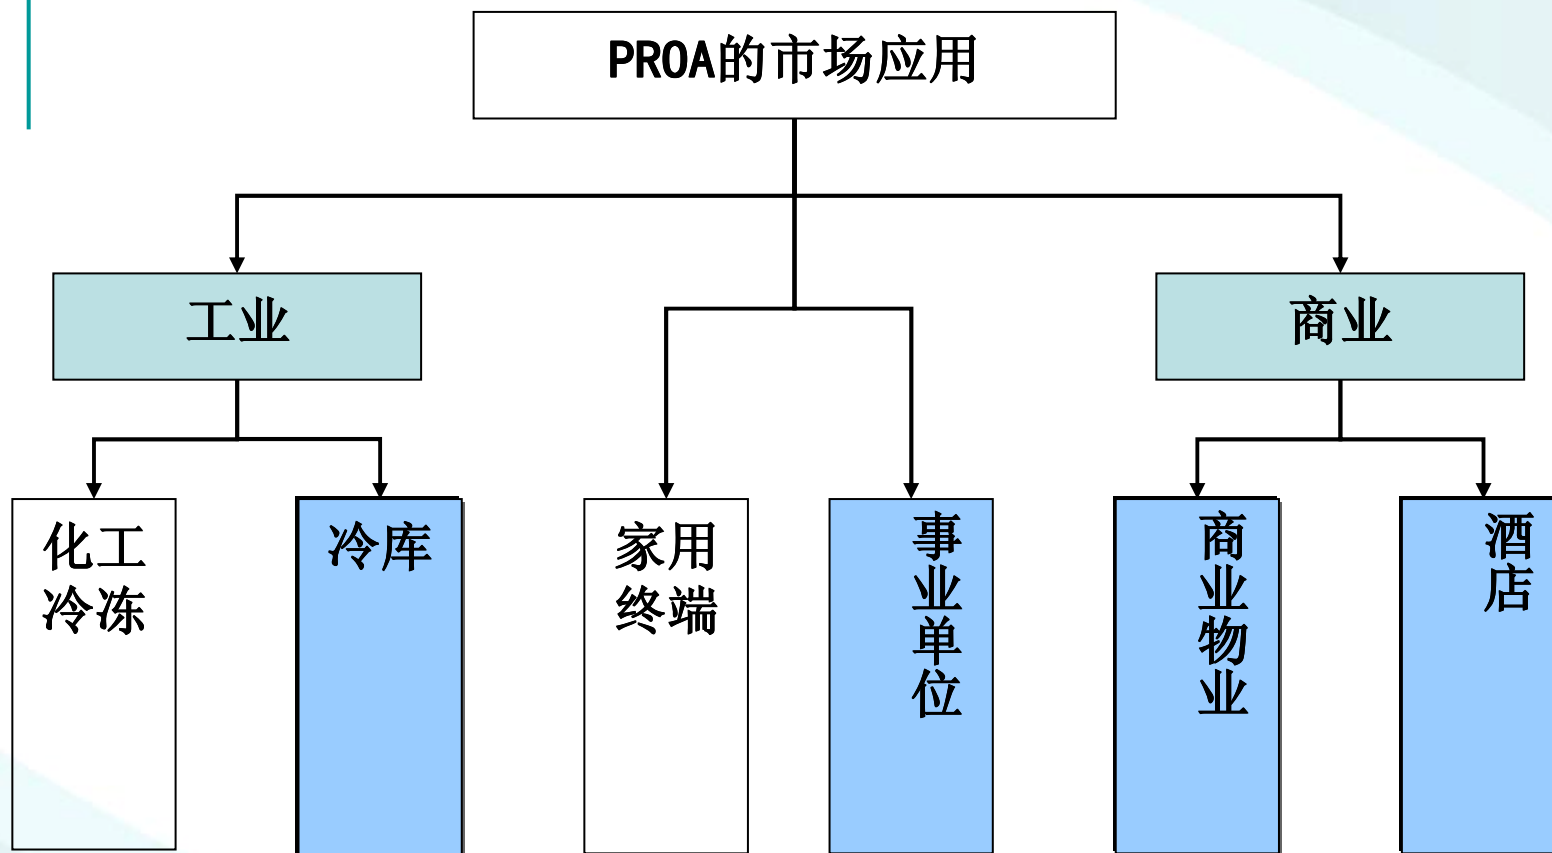 PROA的市场应用
工业
商业
化工
冷冻
冷库
家用
终端
事业单位
商业物业
酒店